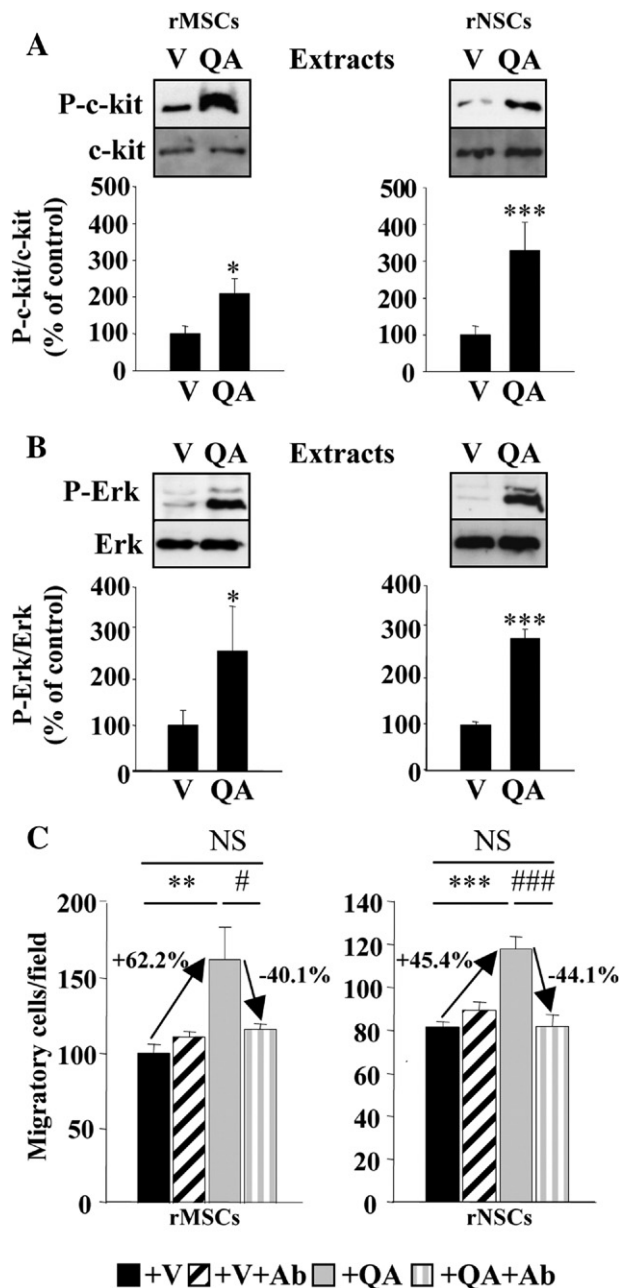 rMSCs rNSCs
A V QA Extracts V QA
P-c-kit
c-kit
P-c-kit/c-kit
(% of control)
500 500
400 400
300 300
200 200
100 100
0 0
* ***
V QA V QA
B V QA Extracts V QA
P-Erk
Erk
P-Erk/Erk
(% of control)
400 400
300 300
200 200
100 100
0 0
* ***
V QA V QA
C NS NS
** # *** ###
+62.2% -40.1% +45.4% -44.1%
Migratory cells/field
200 140
150 120
100 100
50 80
0 60
40
20
0
rMSCs rNSCs
+V +V+Ab +QA +QA+Ab